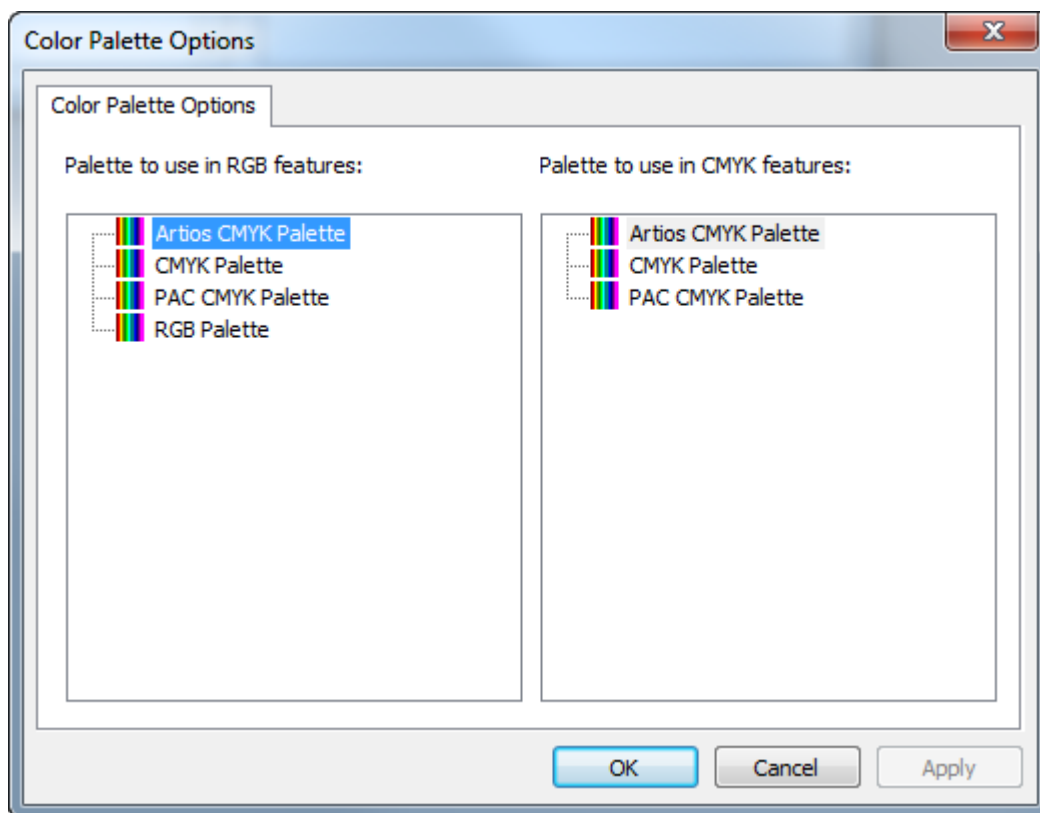 Color Palette Options
Color Palette Options
Palette to use in RGB features:
Artios CMYK Palette
CMYK Palette
PAC CMYK Palette
RGB Palette
Palette to use in CMYK features:
Artios CMYK Palette
CMYK Palette
PAC CMYK Palette
OK
Cancel
Apply